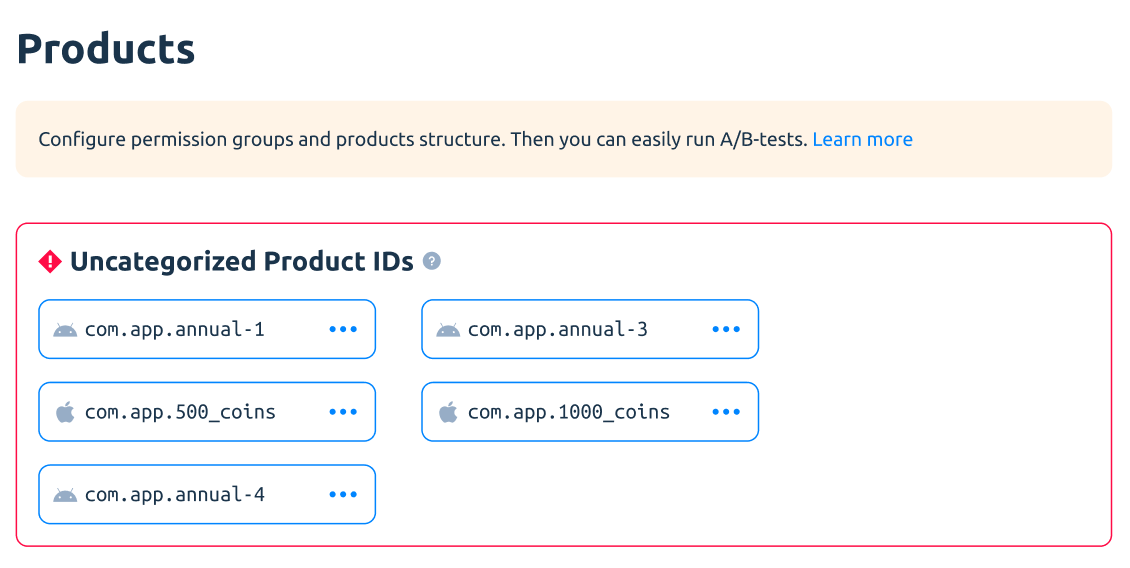 Products
Configure permission groups and products structure. Then you can easily run A/B-tests. Learn more
Uncategorized Product IDs ?
com.app.annual-1
com.app.annual-3
com.app.500_coins
com.app.1000_coins
com.app.annual-4